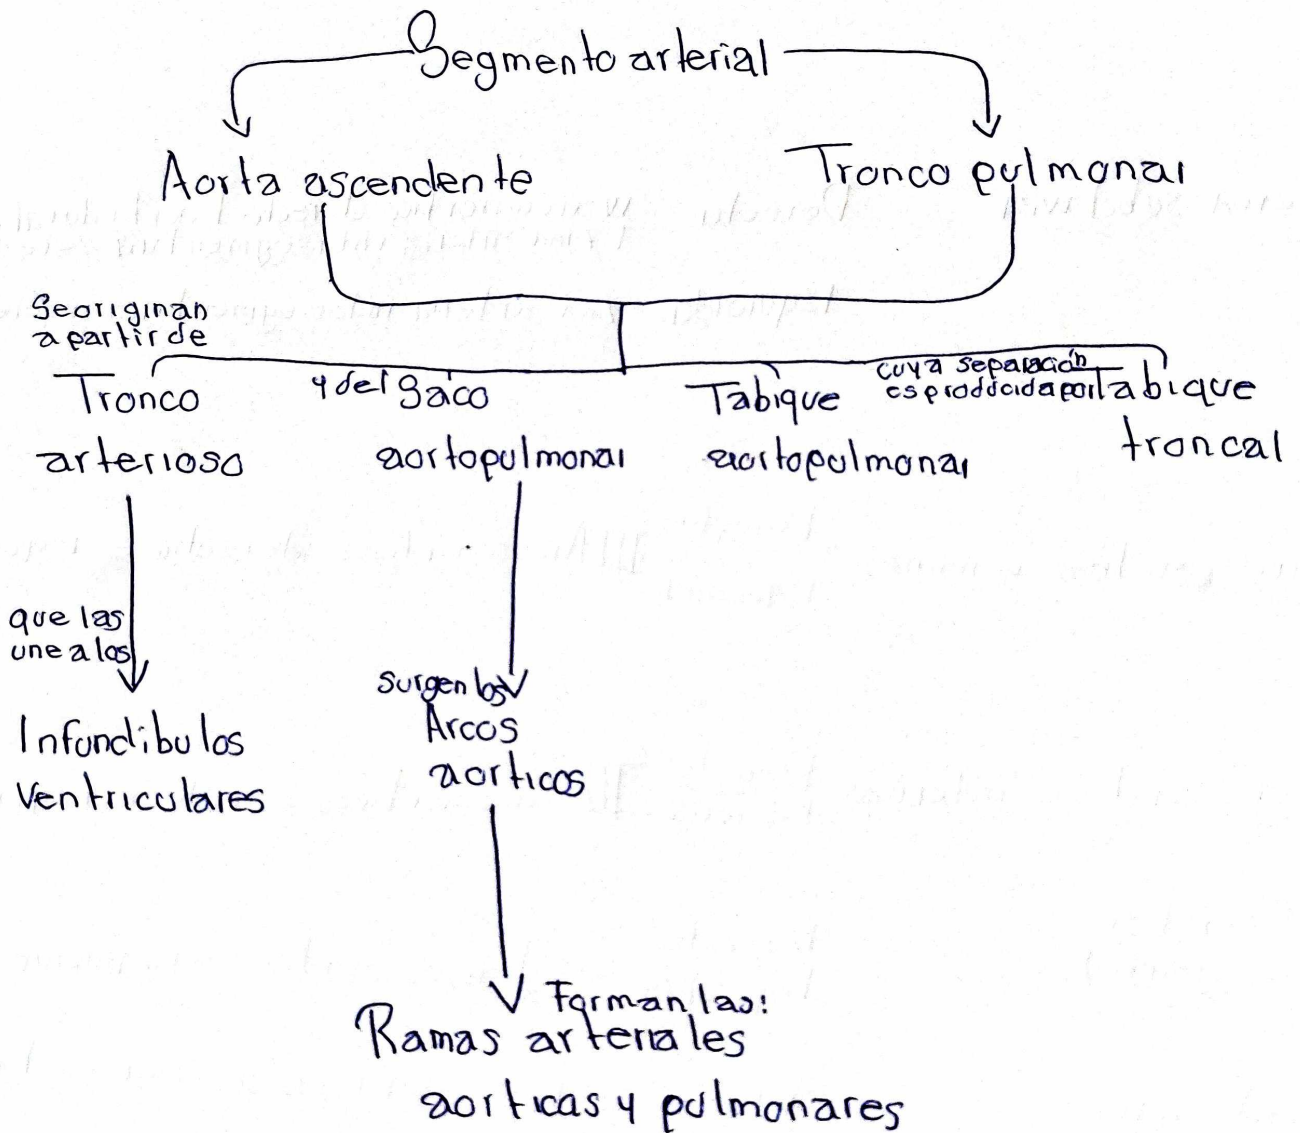 Segmento arterial
Aorta ascendente
Tronco pulmonar
Se originan
a partir de
Tronco
arterioso
y del Saco
aortopulmonar
Tabique
aortopulmonar
cuya separación
es producida por
Tabique
troncal
que las
une a los
Infundibulos
ventriculares
surgen los
Arcos
aorticos
Forman las:
Ramas arteriales
aorticas y pulmonares